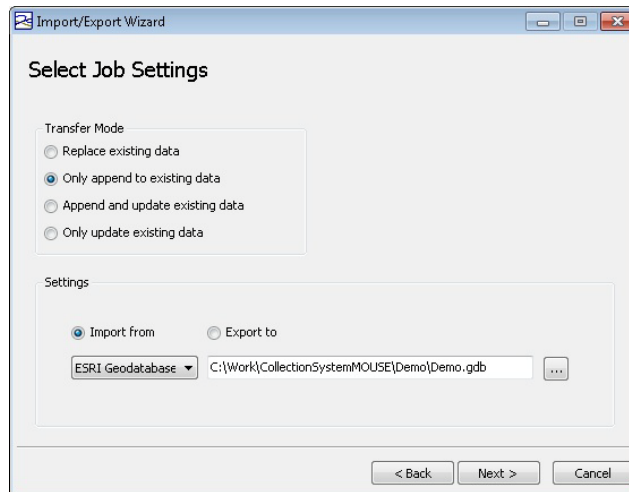 Import/Export Wizard
Select Job Settings
Transfer Mode
Replace existing data
Only append to existing data
Append and update existing data
Only update existing data
Settings
Import from Export to
ESRI Geodatabase C:\Work\CollectionSystemMOUSE\Demo\Demo.gdb ...
< Back Next > Cancel